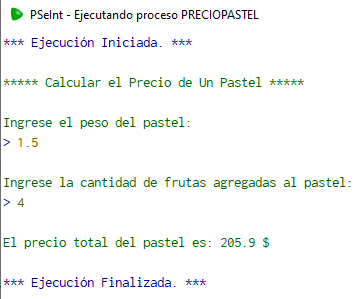 PSeInt - Ejecutando proceso PRECIOPASTEL
*** Ejecución Iniciada. ***
***** Calcular el Precio de Un Pastel *****
Ingrese el peso del pastel:
> 1.5
Ingrese la cantidad de frutas agregadas al pastel:
> 4
El precio total del pastel es: 205.9 $
*** Ejecución Finalizada. ***